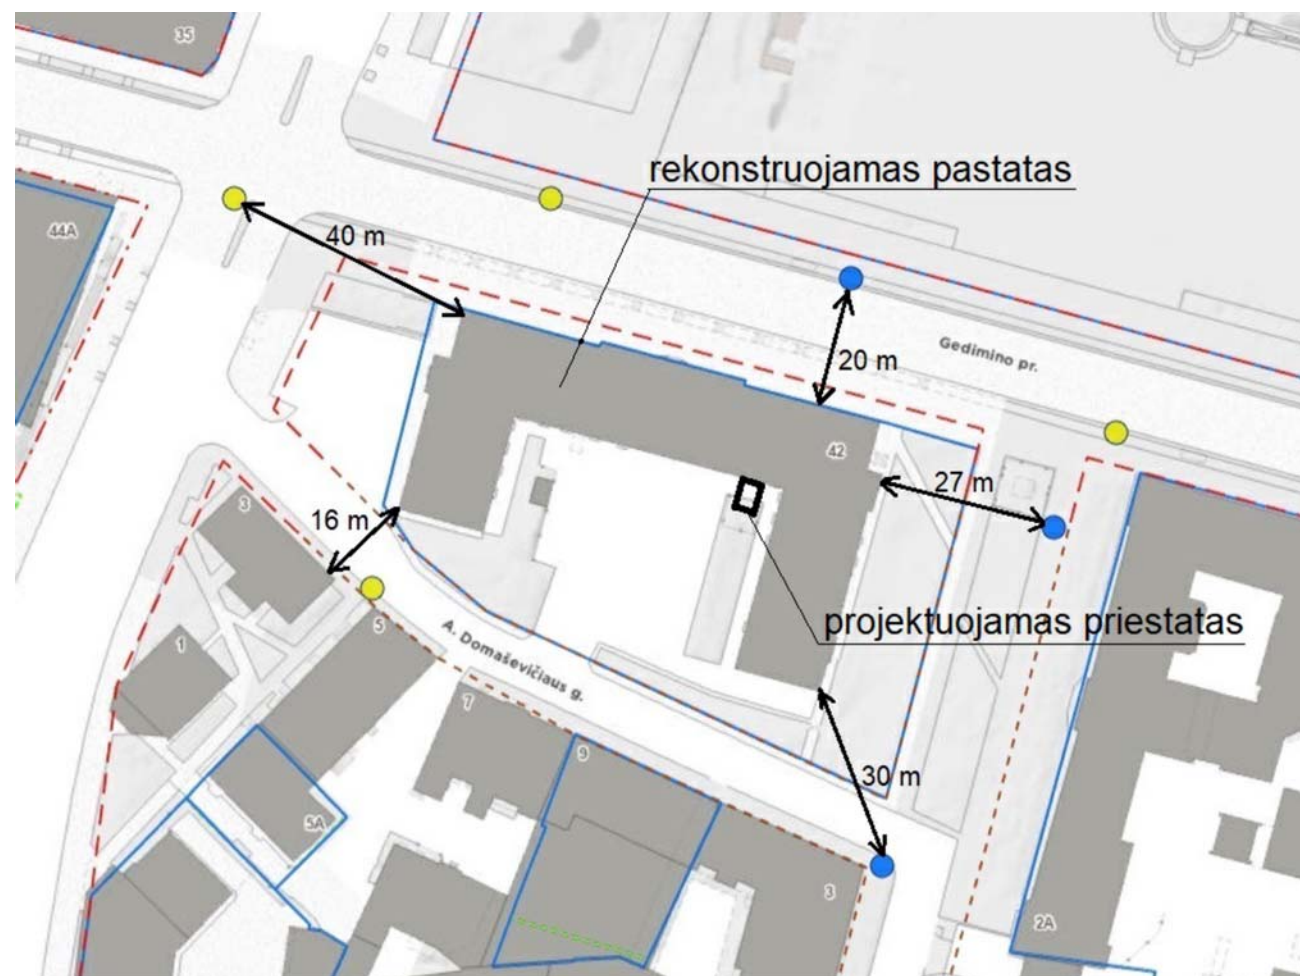 35
rekonstruojamas pastatas
44A
40 m
20 m
Gedimino pr.
42
27 m
3
16 m
projektuojamas priestatas
5
A. Domaševičiaus g.
1
7
9
30 m
5A
3
2A